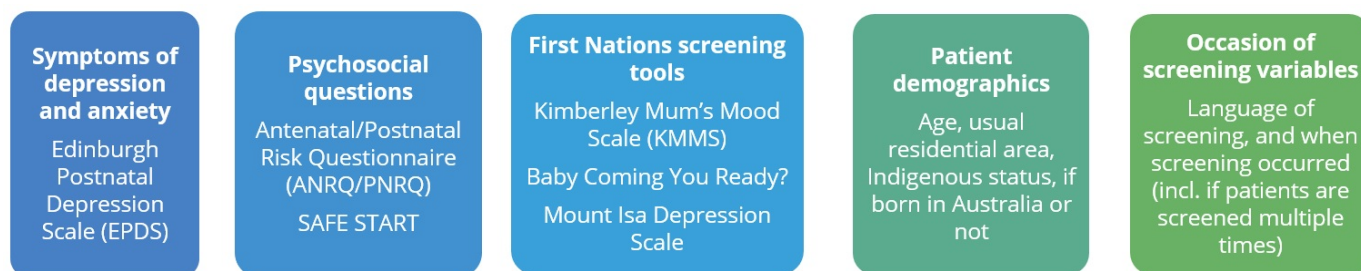 Symptoms of
depression
and anxiety
Edinburgh
Postnatal
Depression
Scale (EPDS)
Psychosocial
questions
Antenatal/Postnatal
Risk Questionnaire
(ANRQ/PNRQ)
SAFE START
First Nations screening
tools
Kimberley Mum's Mood
Scale (KMMS)
Baby Coming You Ready?
Mount Isa Depression
Scale
Patient
demographics
Age, usual
residential area,
Indigenous status, if
born in Australia or
not
Occasion of
screening variables
Language of
screening, and when
screening occurred
(incl. if patients are
screened multiple
times)